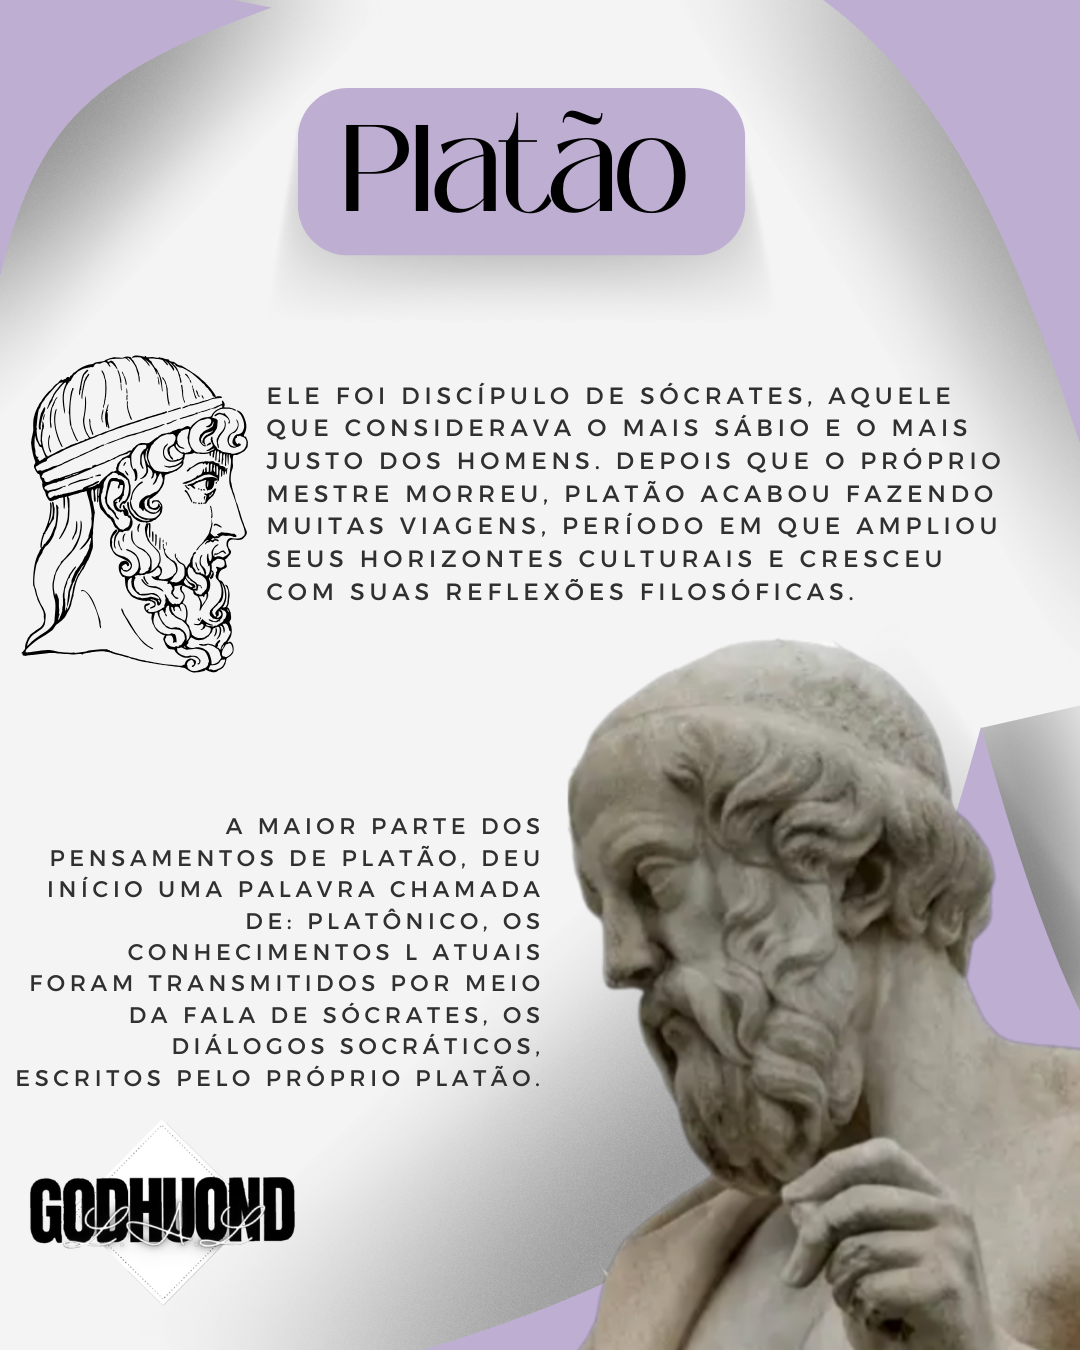 Platão
ELE FOI DISCÍPULO DE SÓCRATES, AQUELE
QUE CONSIDERAVA O MAIS SÁBIO E O MAIS
JUSTO DOS HOMENS. DEPOIS QUE O PRÓPRIO
MESTRE MORREU, PLATÃO ACABOU FAZENDO
MUITAS VIAGENS, PERÍODO EM QUE AMPLIOU
SEUS HORIZONTES CULTURAIS E CRESCEU
COM SUAS REFLEXÕES FILOSÓFICAS.
A MAIOR PARTE DOS
PENSAMENTOS DE PLATÃO, DEU
INÍCIO UMA PALAVRA CHAMADA
DE: PLATÔNICO, OS
CONHECIMENTOS L ATUAIS
FORAM TRANSMITIDOS POR MEIO
DA FALA DE SÓCRATES, OS
DIÁLOGOS SOCRÁTICOS,
ESCRITOS PELO PRÓPRIO PLATÃO.
GODHUOND